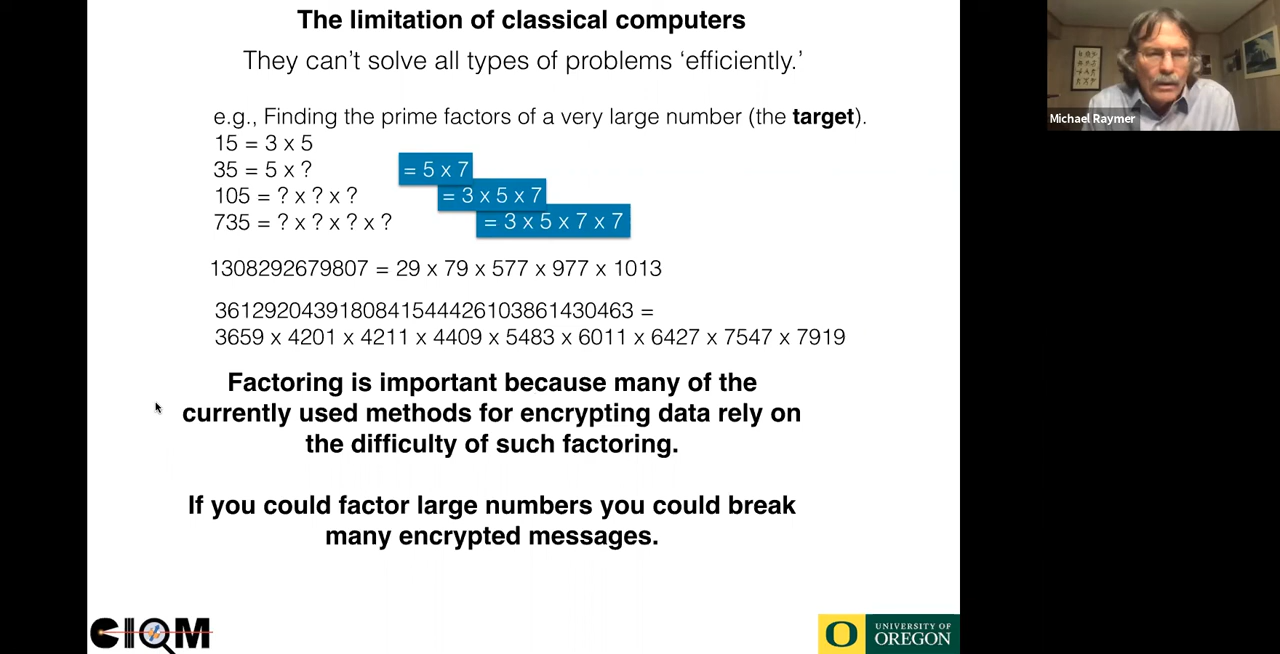 The limitation of classical computers
They can't solve all types of problems 'efficiently.'
e.g., Finding the prime factors of a very large number (the target).
15 = 3 x 5
35 = 5 x ? = 5 x 7
105 = ? x ? x ? = 3 x 5 x 7
735 = ? x ? x ? x ? = 3 x 5 x 7 x 7
1308292679807 = 29 x 79 x 577 x 977 x 1013
3612920439180841544426103861430463 =
3659 x 4201 x 4211 x 4409 x 5483 x 6011 x 6427 x 7547 x 7919
Factoring is important because many of the
currently used methods for encrypting data rely on
the difficulty of such factoring.
If you could factor large numbers you could break
many encrypted messages.
CIQM
O
UNIVERSITY OF
OREGON
Michael Raymer